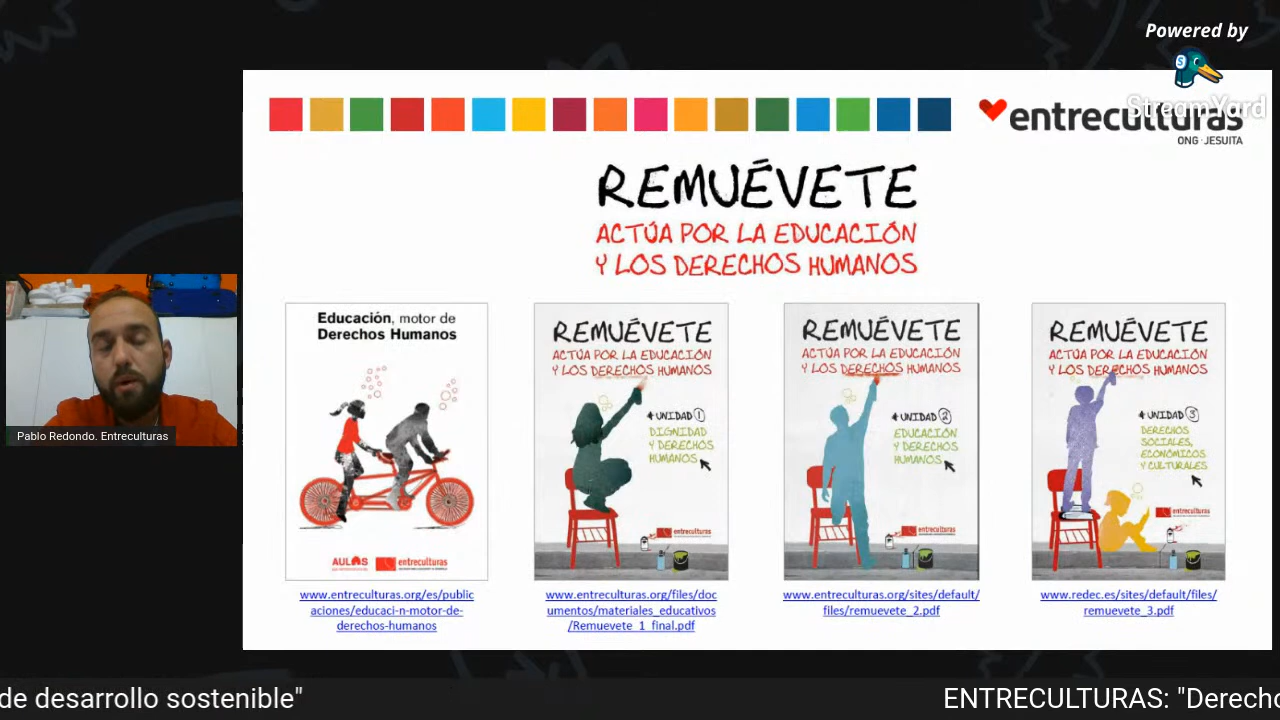 Powered by
StreamYard
entreculturas
ONG · JESUITA
REMUÉVETE
ACTÚA POR LA EDUCACIÓN
Y LOS DERECHOS HUMANOS
Educación, motor de
Derechos Humanos
AULAS
entreculturas
www.entreculturas.org/es/public
aciones/educaci-n-motor-de-
derechos-humanos
REMUÉVETE
ACTÚA POR LA EDUCACIÓN
Y LOS DERECHOS HUMANOS
UNIDAD 1
DIGNIDAD
Y DERECHOS
HUMANOS
entreculturas
www.entreculturas.org/files/doc
umentos/materiales_educativos
/Remuevete_1_final.pdf
REMUÉVETE
ACTÚA POR LA EDUCACIÓN
Y LOS DERECHOS HUMANOS
UNIDAD 2
EDUCACIÓN
Y DERECHOS
HUMANOS
entreculturas
www.entreculturas.org/sites/default/
files/remuevete_2.pdf
REMUÉVETE
ACTÚA POR LA EDUCACIÓN
Y LOS DERECHOS HUMANOS
UNIDAD 3
DERECHOS
SOCIALES,
ECONÓMICOS
Y CULTURALES
entreculturas
www.redec.es/sites/default/files/
remuevete_3.pdf
Pablo Redondo. Entreculturas
de desarrollo sostenible"
ENTRECULTURAS: "Derecho